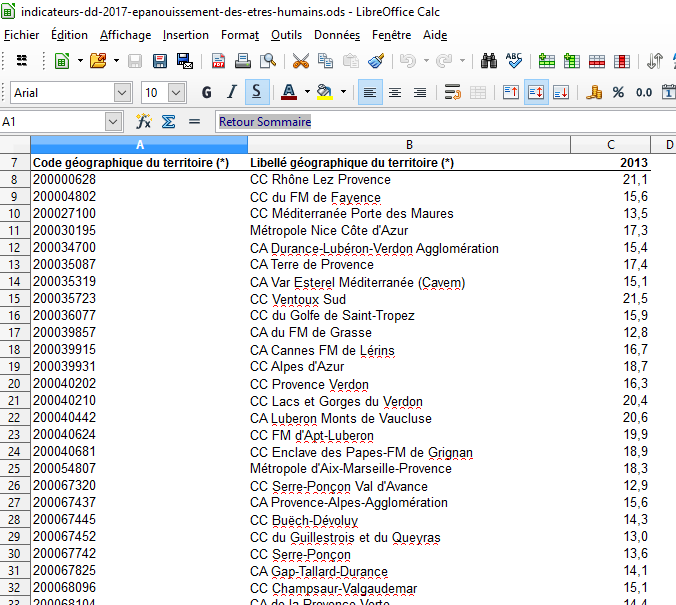 indicateurs-dd-2017-epanouissement-des-etres-humains.ods - LibreOffice Calc
Fichier Édition Affichage Insertion Format Outils Données Fenêtre Aide
Arial 10 G I S A % 0.0
A1 fx Σ = Retour Sommaire
A B C D
7 Code géographique du territoire (*) Libellé géographique du territoire (*) 2013
8 200000628 CC Rhône Lez Provence 21,1
9 200004802 CC du FM de Fayence 15,6
10 200027100 CC Méditerranée Porte des Maures 13,5
11 200030195 Métropole Nice Côte d'Azur 17,3
12 200034700 CA Durance-Lubéron-Verdon Agglomération 15,4
13 200035087 CA Terre de Provence 17,4
14 200035319 CA Var Esterel Méditerranée (Cavem) 15,1
15 200035723 CC Ventoux Sud 21,5
16 200036077 CC du Golfe de Saint-Tropez 15,9
17 200039857 CA du FM de Grasse 12,8
18 200039915 CA Cannes FM de Lérins 16,7
19 200039931 CC Alpes d'Azur 18,7
20 200040202 CC Provence Verdon 16,3
21 200040210 CC Lacs et Gorges du Verdon 20,4
22 200040442 CA Luberon Monts de Vaucluse 20,6
23 200040624 CC FM d'Apt-Luberon 19,9
24 200040681 CC Enclave des Papes-FM de Grignan 18,9
25 200054807 Métropole d'Aix-Marseille-Provence 18,3
26 200067320 CC Serre-Ponçon Val d'Avance 12,9
27 200067437 CA Provence-Alpes-Agglomération 15,6
28 200067445 CC Buëch-Dévoluy 14,3
29 200067452 CC du Guillestrois et du Queyras 13,0
30 200067742 CC Serre-Ponçon 13,6
31 200067825 CA Gap-Tallard-Durance 14,1
32 200068096 CC Champsaur-Valgaudemar 15,1
33 200068104 CA de la Provence Verte 14,4